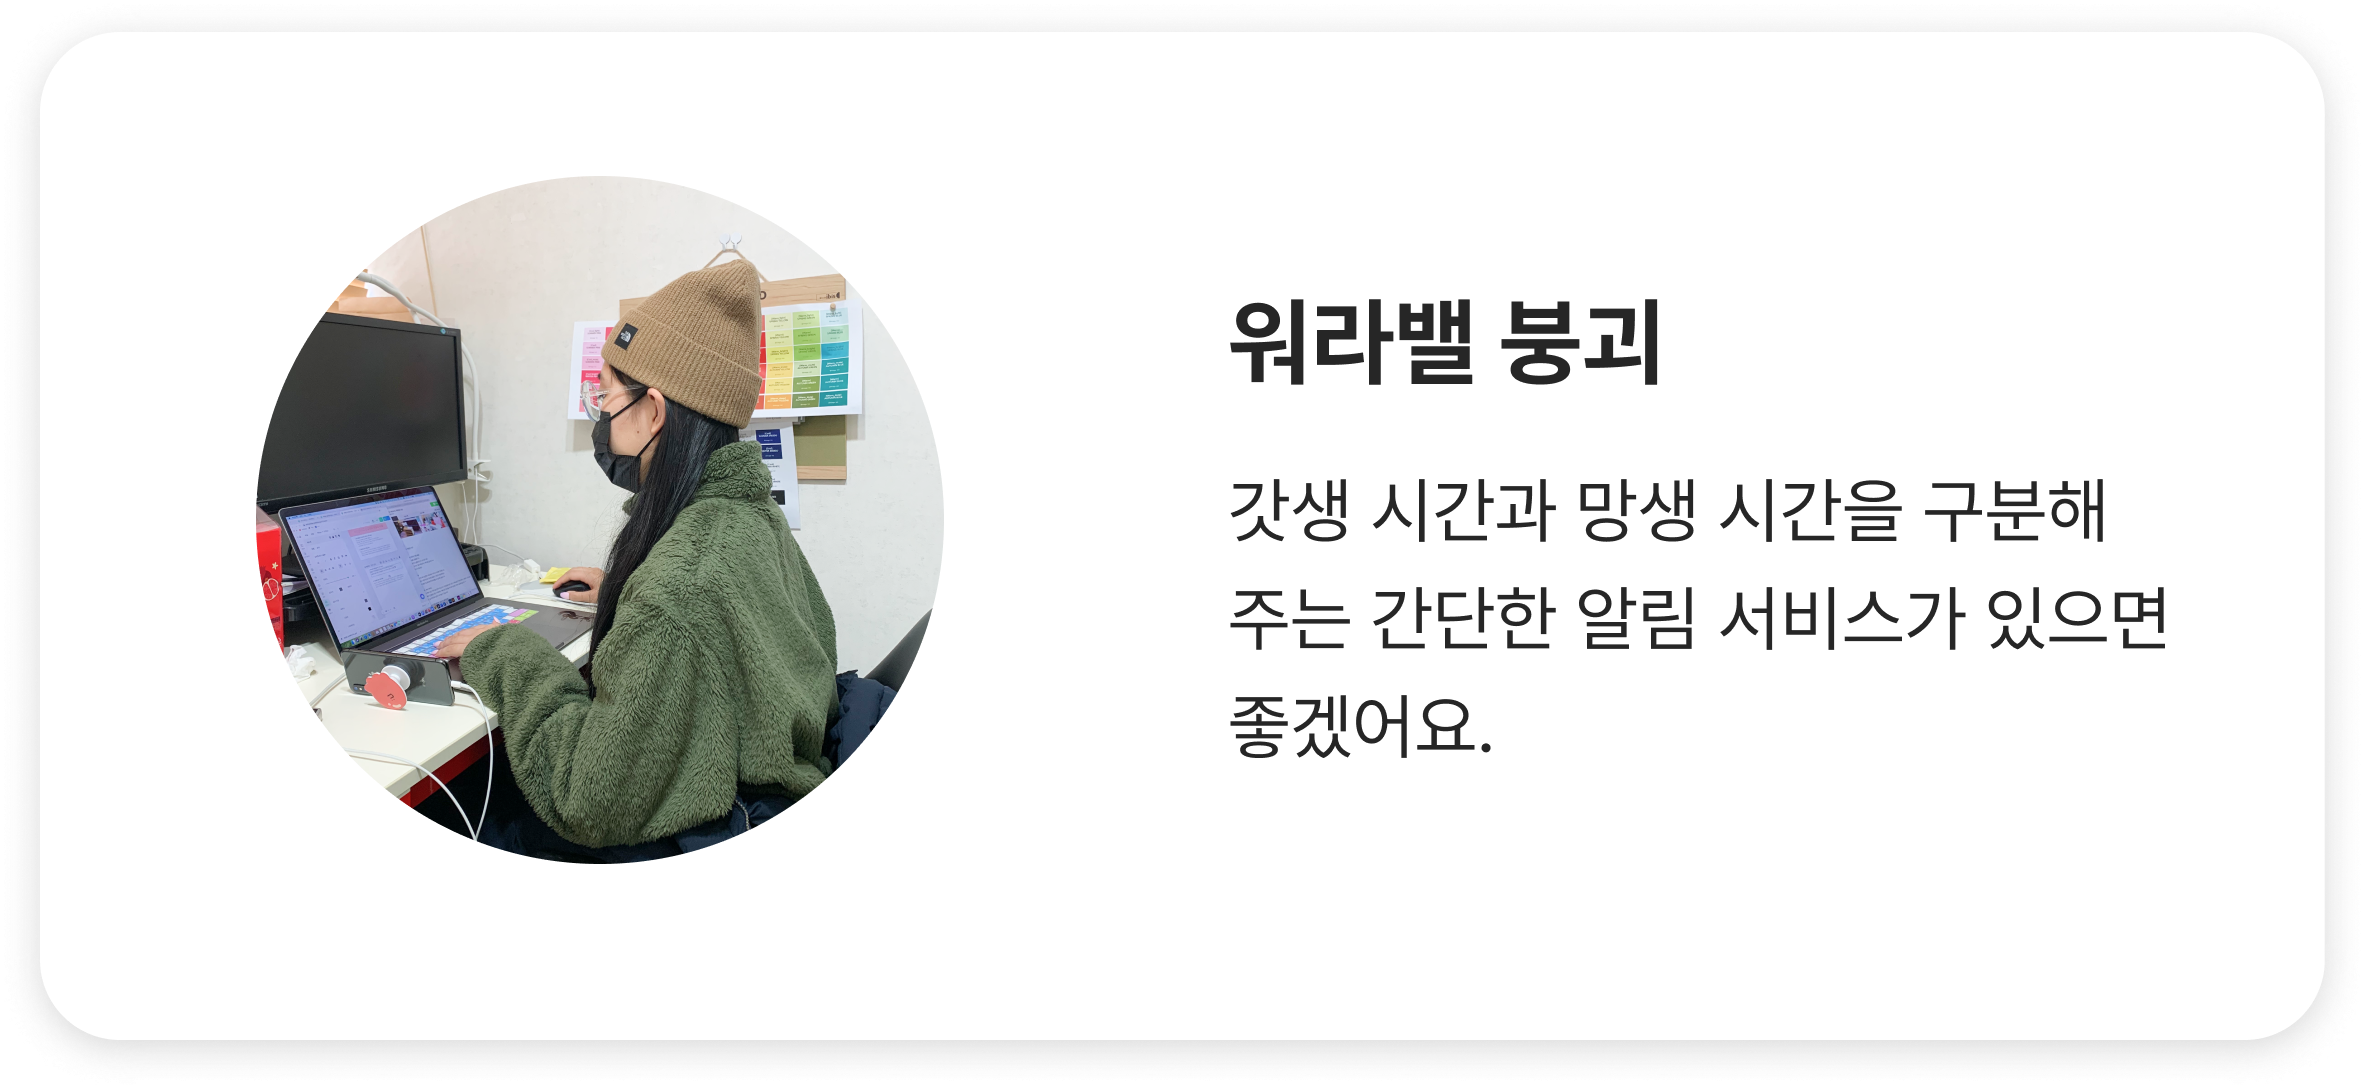 워라밸 붕괴
갓생 시간과 망생 시간을 구분해
주는 간단한 알림 서비스가 있으면
좋겠어요.
SAMSUNG